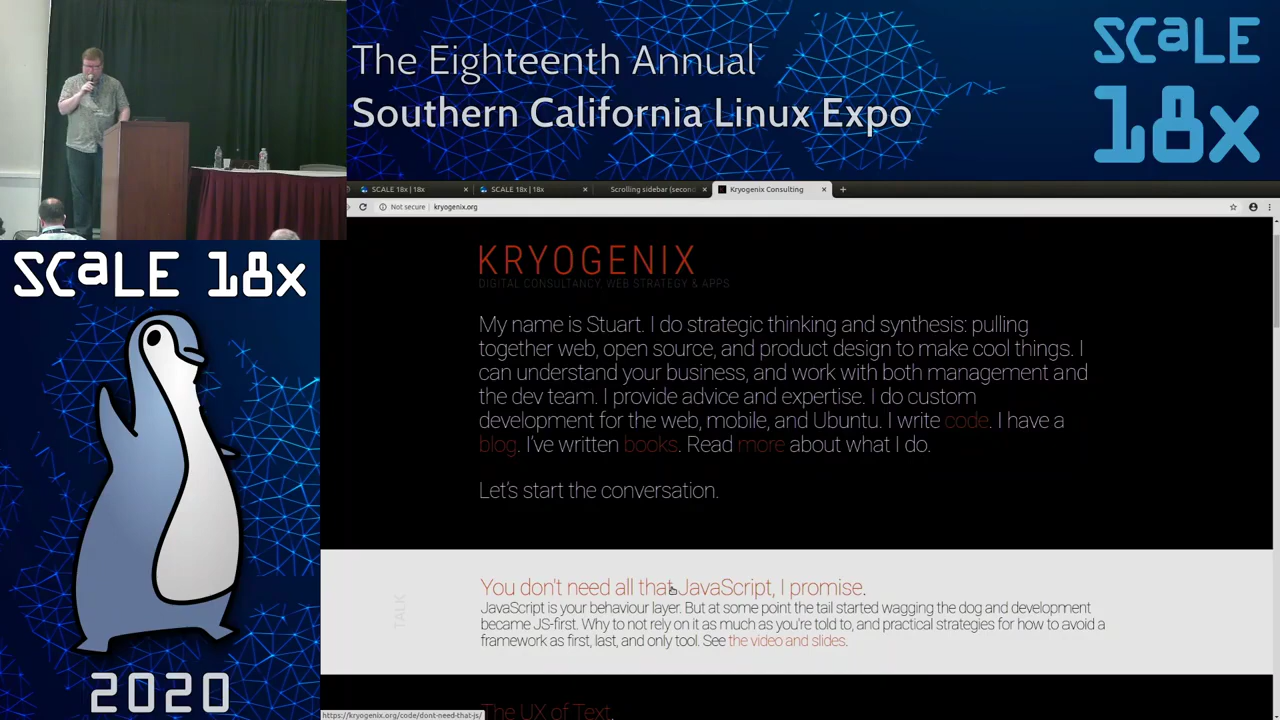 The Eighteenth Annual
Southern California Linux Expo
SCaLE
18x
SCALE 18x | 18x
SCALE 18x | 18x
Scrolling sidebar (second
Kryogenix Consulting
Not secure
kryogenix.org
KRYOGENIX
DIGITAL CONSULTANCY, WEB STRATEGY & APPS
My name is Stuart. I do strategic thinking and synthesis: pulling
together web, open source, and product design to make cool things. I
can understand your business, and work with both management and
the dev team. I provide advice and expertise. I do custom
development for the web, mobile, and Ubuntu. I write code. I have a
blog. I've written books. Read more about what I do.
Let's start the conversation.
TALK
You don't need all that JavaScript, I promise.
JavaScript is your behaviour layer. But at some point the tail started wagging the dog and development
became JS-first. Why to not rely on it as much as you're told to, and practical strategies for how to avoid a
framework as first, last, and only tool. See the video and slides.
The UX of Text.
https://kryogenix.org/code/dont-need-that-js/
SCaLE 18x
2020